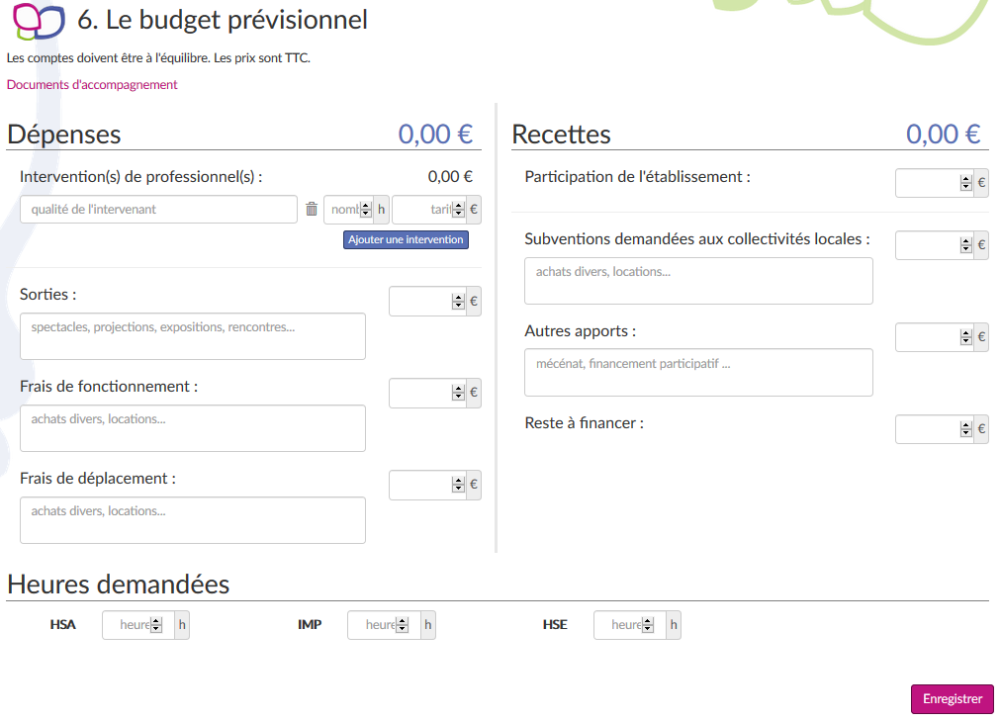 6. Le budget prévisionnel
Les comptes doivent être à l'équilibre. Les prix sont TTC.
Documents d'accompagnement
Dépenses 0,00 €
Intervention(s) de professionnel(s) : 0,00 €
qualité de l'intervenant h €
Ajouter une intervention
Sorties : €
spectacles, projections, expositions, rencontres...
Frais de fonctionnement : €
achats divers, locations...
Frais de déplacement : €
achats divers, locations...
Recettes 0,00 €
Participation de l'établissement : €
Subventions demandées aux collectivités locales : €
achats divers, locations...
Autres apports : €
mécénat, financement participatif ...
Reste à financer : €
Heures demandées
HSA heure h IMP heure h HSE heure h
Enregistrer